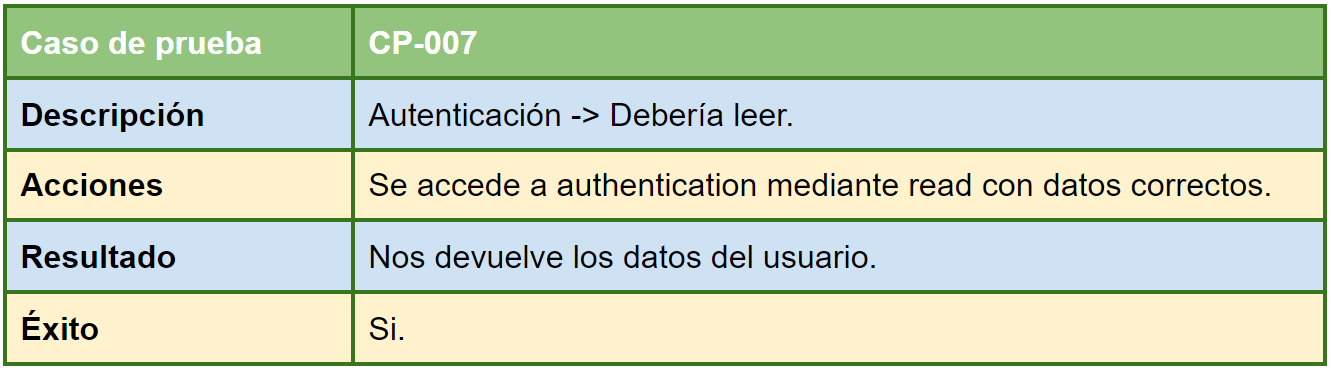 Caso de prueba CP-007
Descripción Autenticación -> Debería leer.
Acciones Se accede a authentication mediante read con datos correctos.
Resultado Nos devuelve los datos del usuario.
Éxito Si.